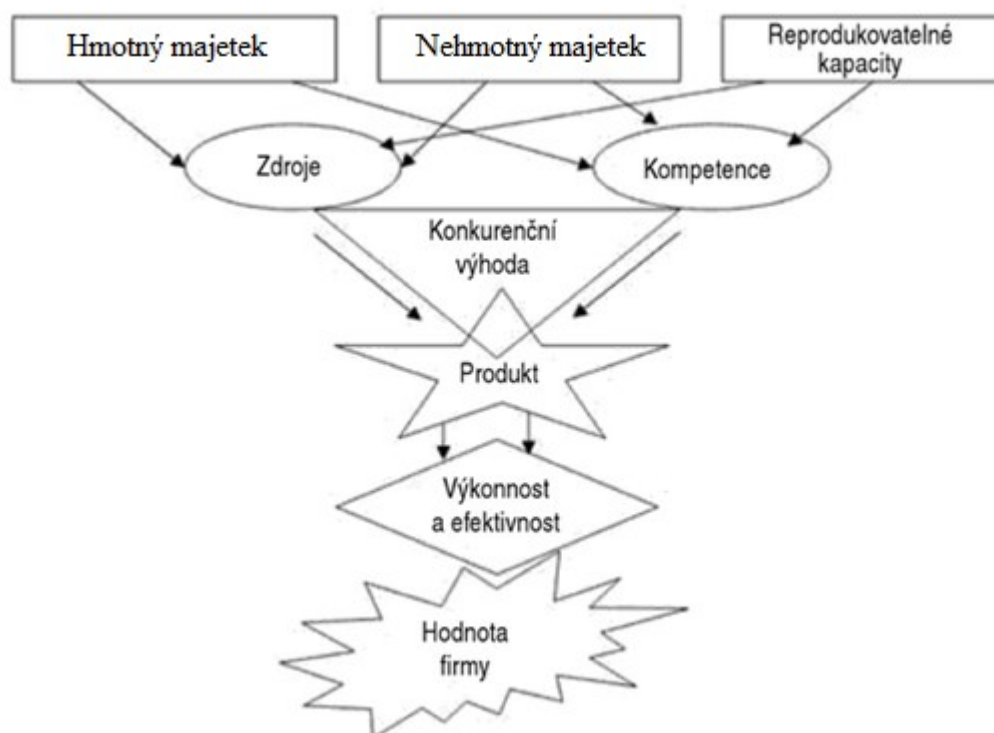 Hmotný majetek
Nehmotný majetek
Reprodukovatelné
kapacity
Zdroje
Kompetence
Konkurenční
výhoda
Produkt
Výkonnost
a efektivnost
Hodnota
firmy